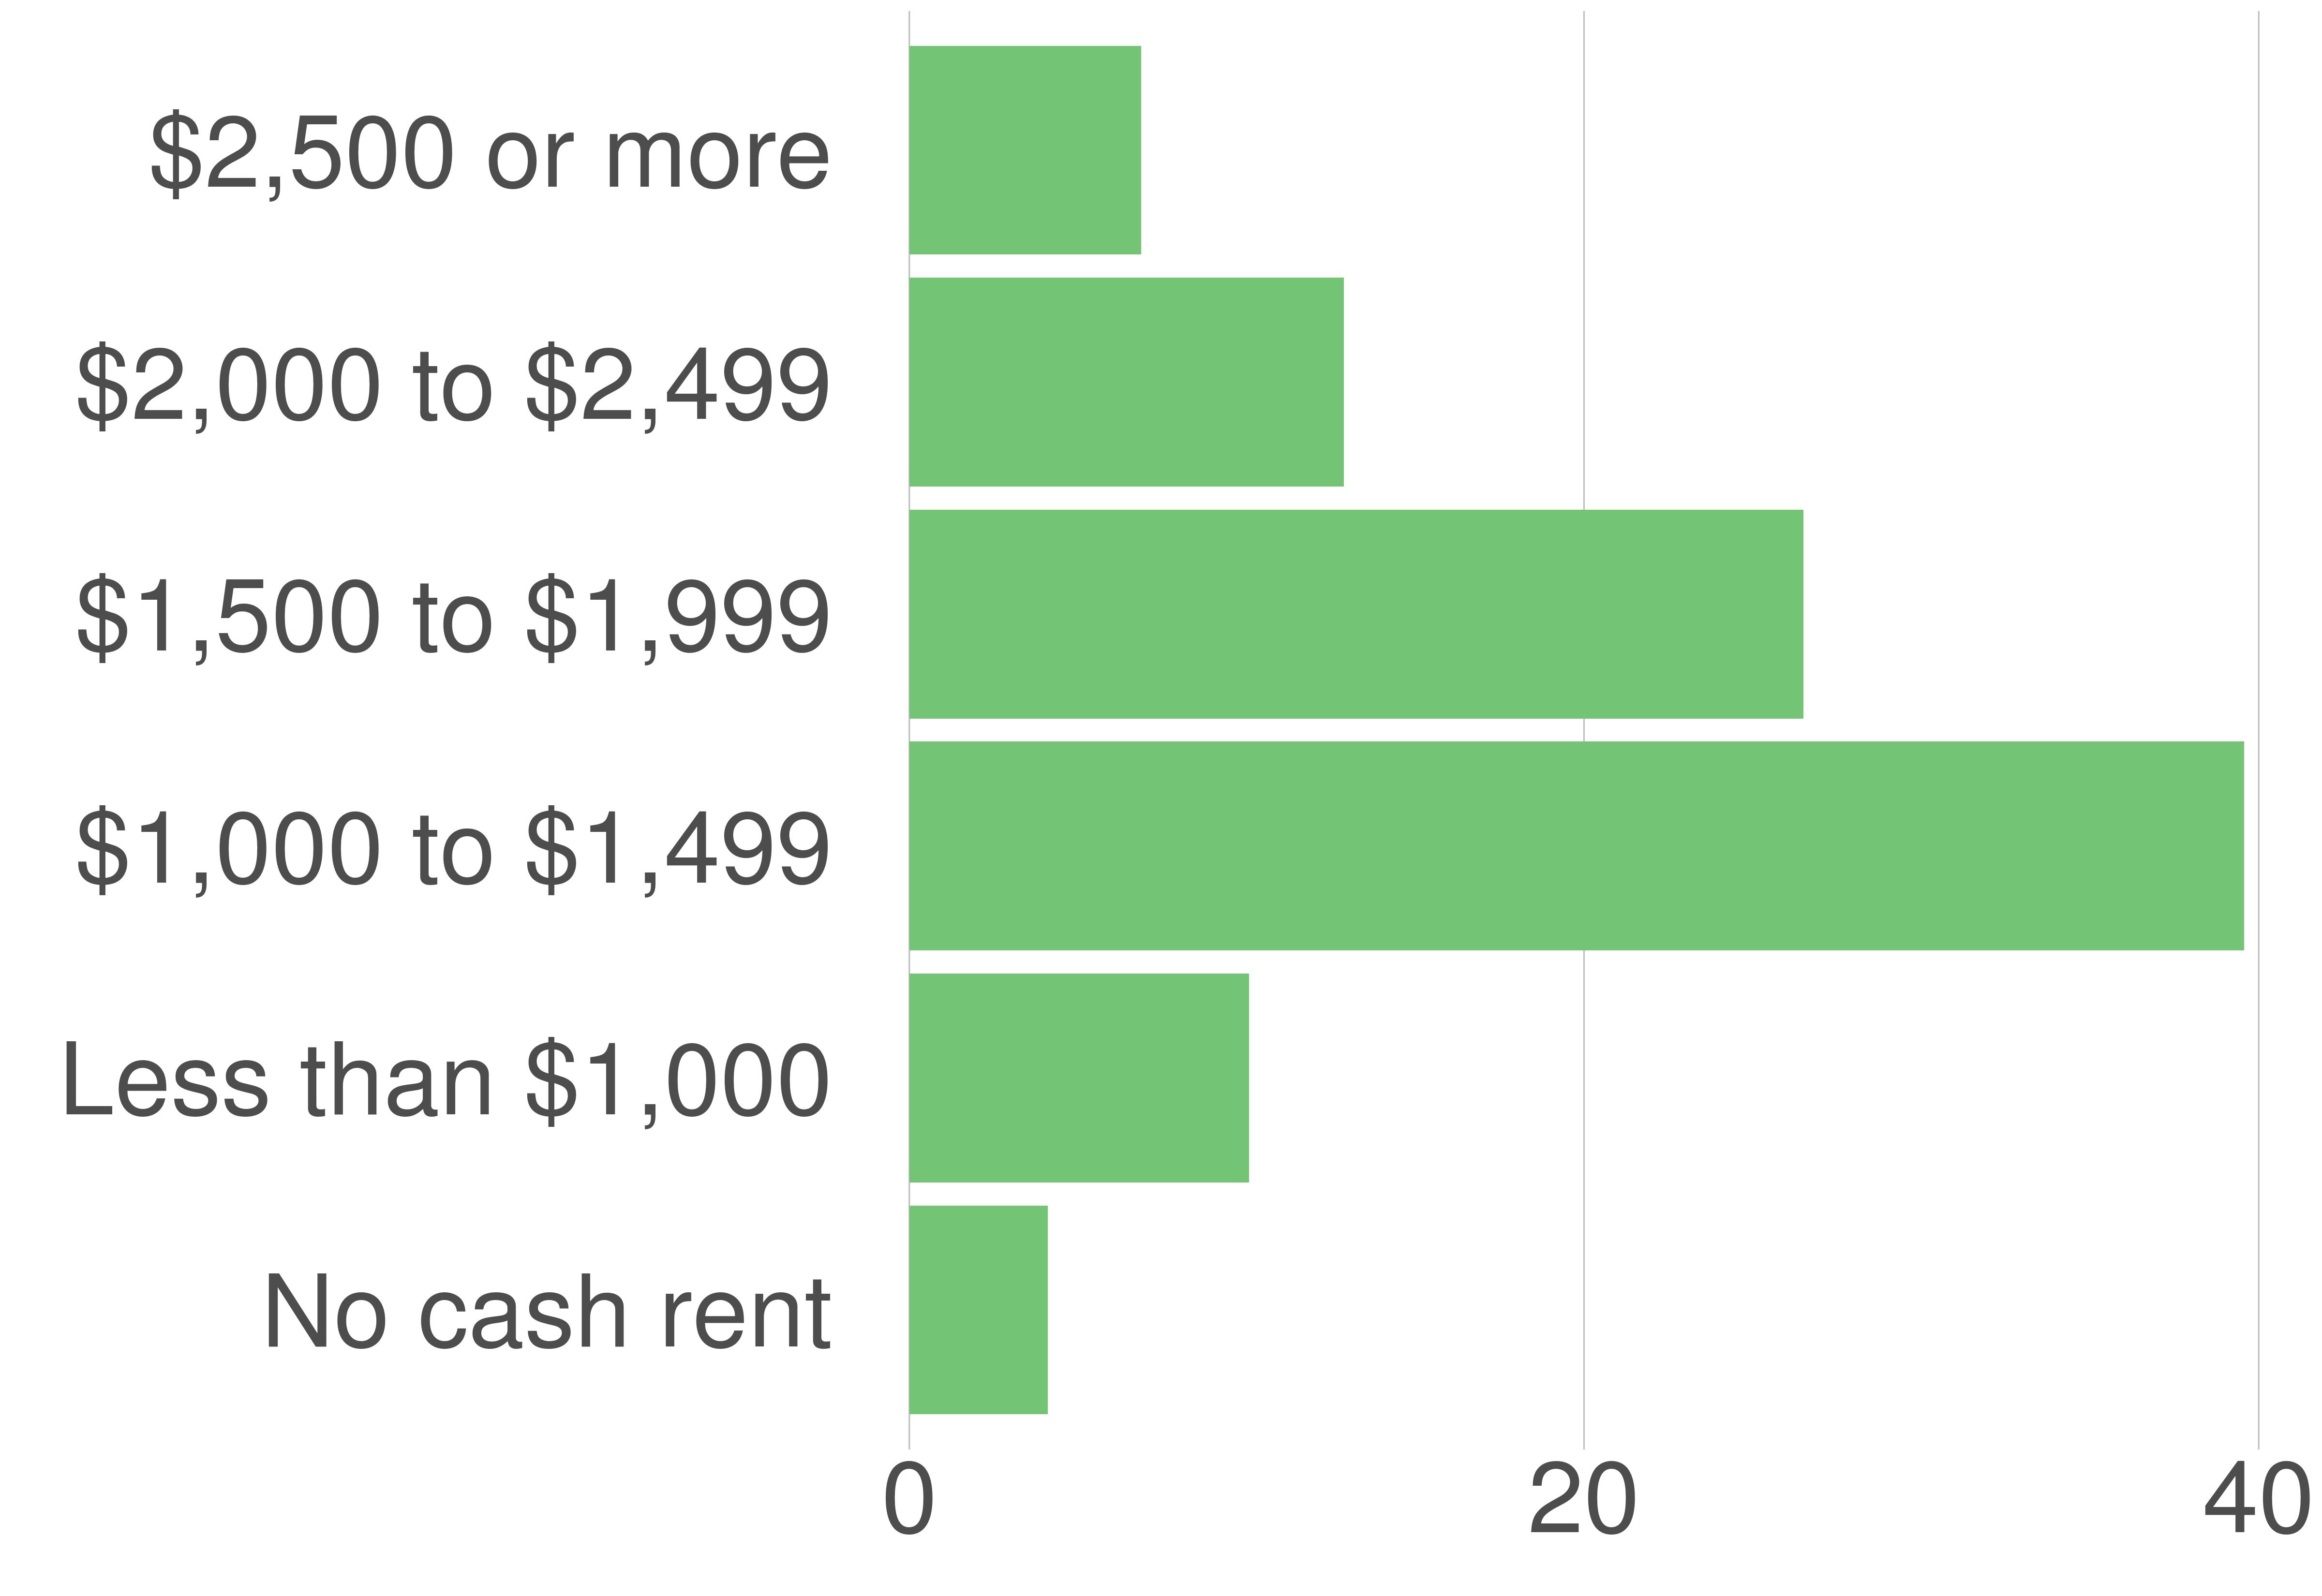 $2,500 or more
$2,000 to $2,499
$1,500 to $1,999
$1,000 to $1,499
Less than $1,000
No cash rent
0 20 40